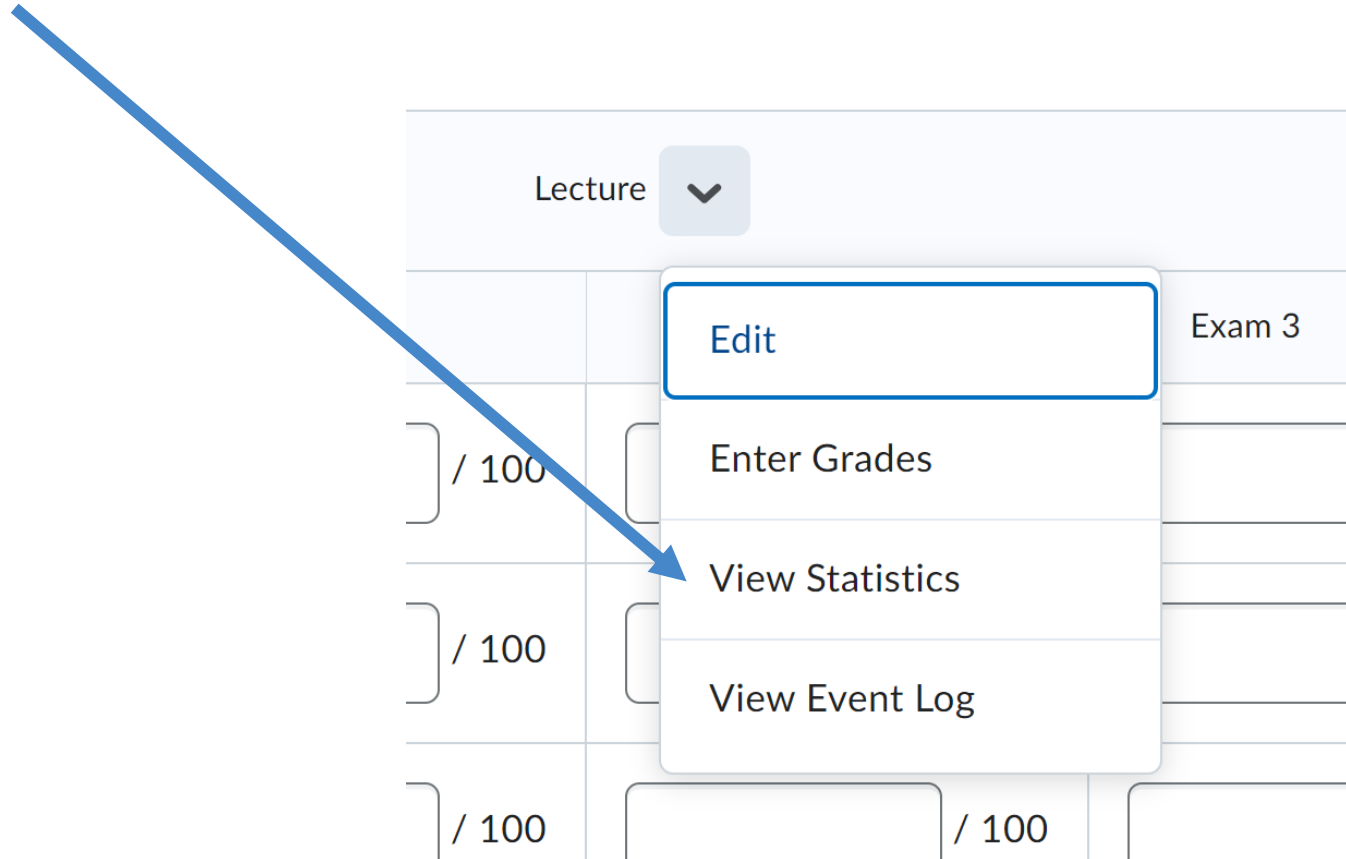 Lecture
Edit
Exam 3
Enter Grades
/ 100
View Statistics
/ 100
View Event Log
/ 100
/ 100